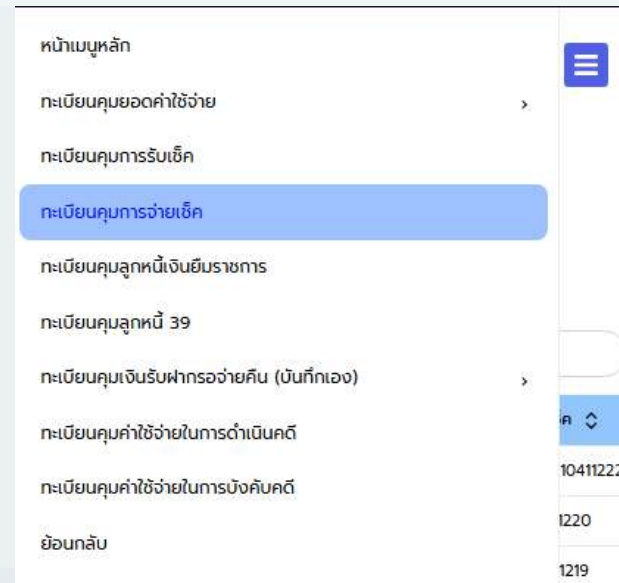 หน้าเมนูหลัก
ทะเบียนคุมยอดค่าใช้จ่าย
ทะเบียนคุมการรับเช็ค
ทะเบียนคุมการจ่ายเช็ค
ทะเบียนคุมลูกหนี้เงินยืมราชการ
ทะเบียนคุมลูกหนี้ 39
ทะเบียนคุมเงินรับฝากรอจ่ายคืน (บันทึกเอง)
ทะเบียนคุมค่าใช้จ่ายในการดำเนินคดี
ทะเบียนคุมค่าใช้จ่ายในการบังคับคดี
ย้อนกลับ
10411222
1220
1219